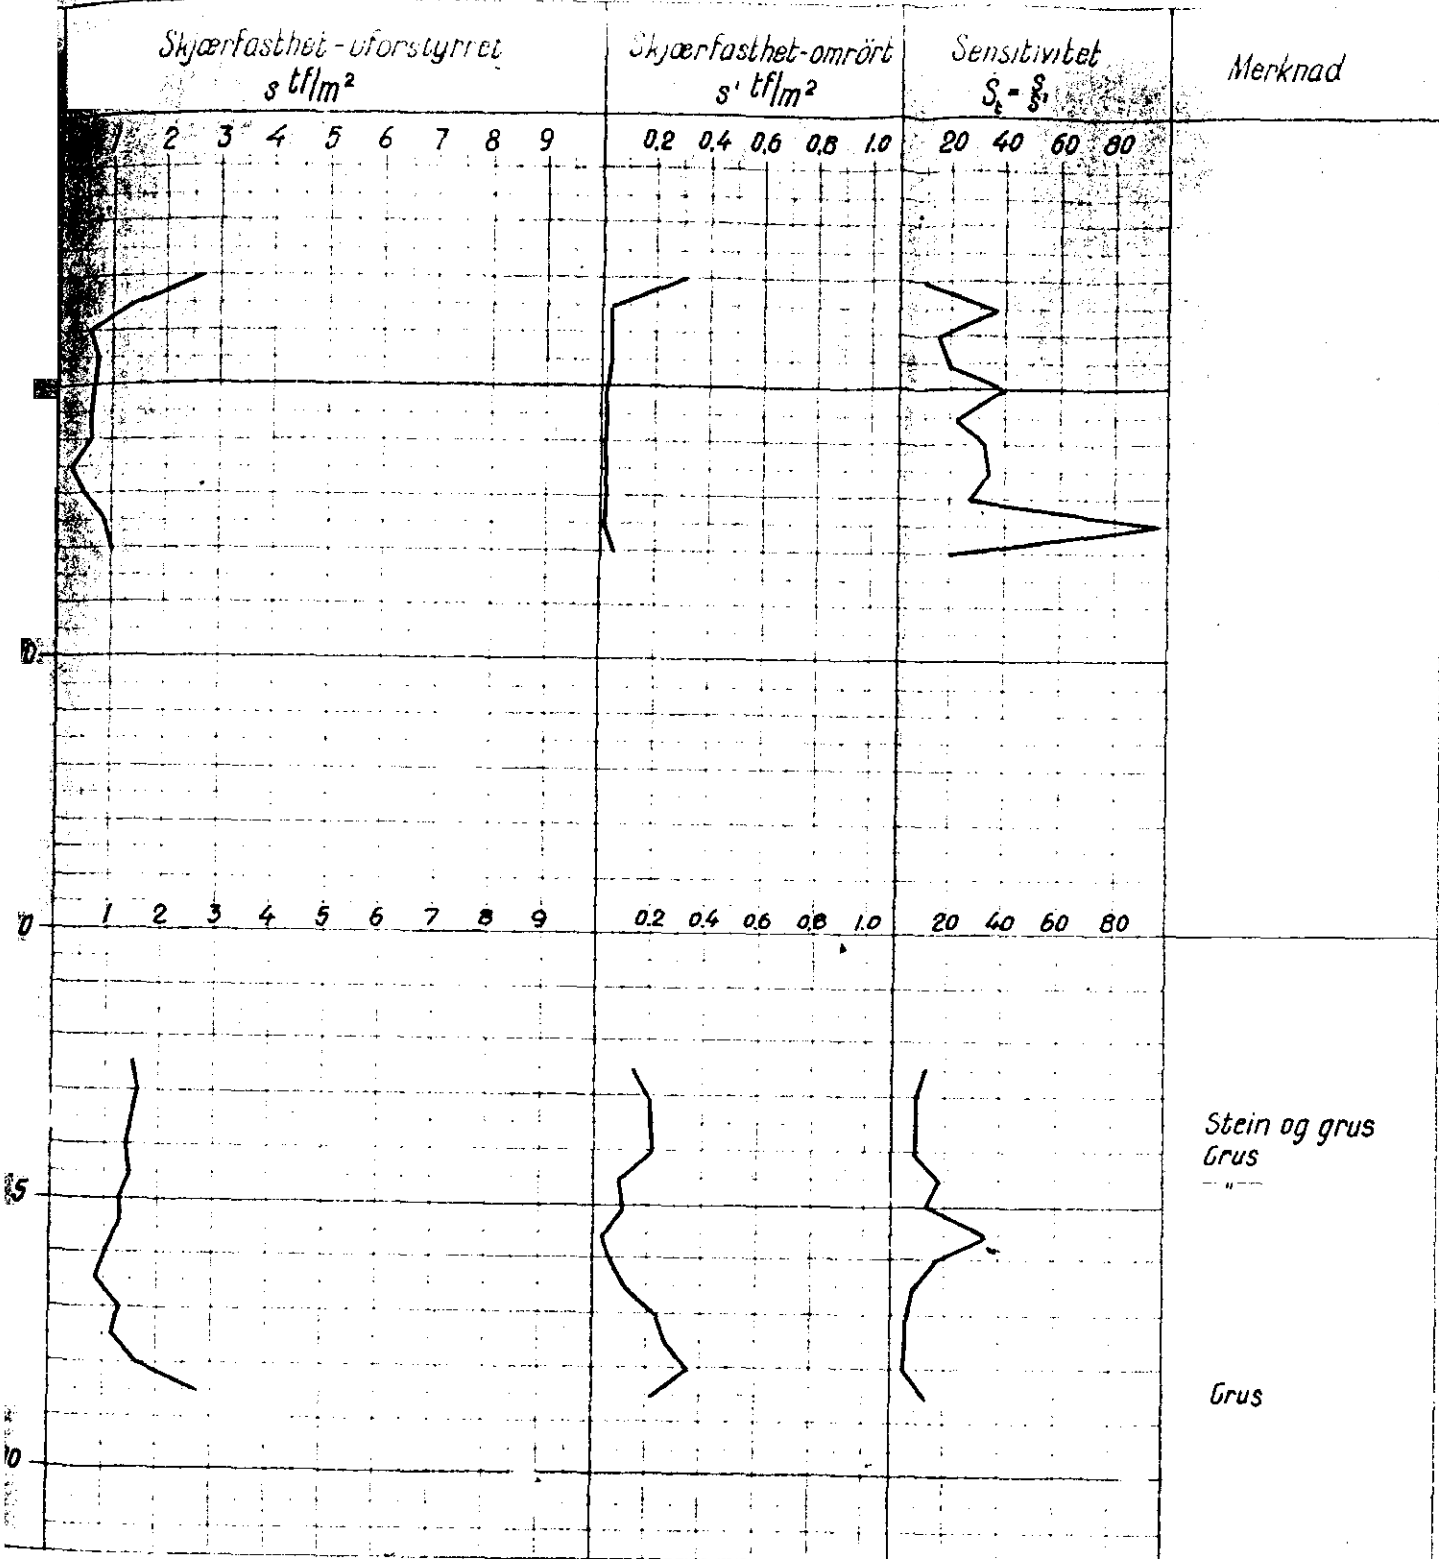 Skjærfasthet-uforstyrret
s tf/m²
Skjærfasthet-omrört
s' tf/m²
Sensitivitet
St = s/s'
Merknad
1 2 3 4 5 6 7 8 9
0.2 0.4 0.6 0.8 1.0
20 40 60 80
0
1 2 3 4 5 6 7 8 9
0.2 0.4 0.6 0.8 1.0
20 40 60 80
Stein og grus
Grus
5
- " -
Grus
10